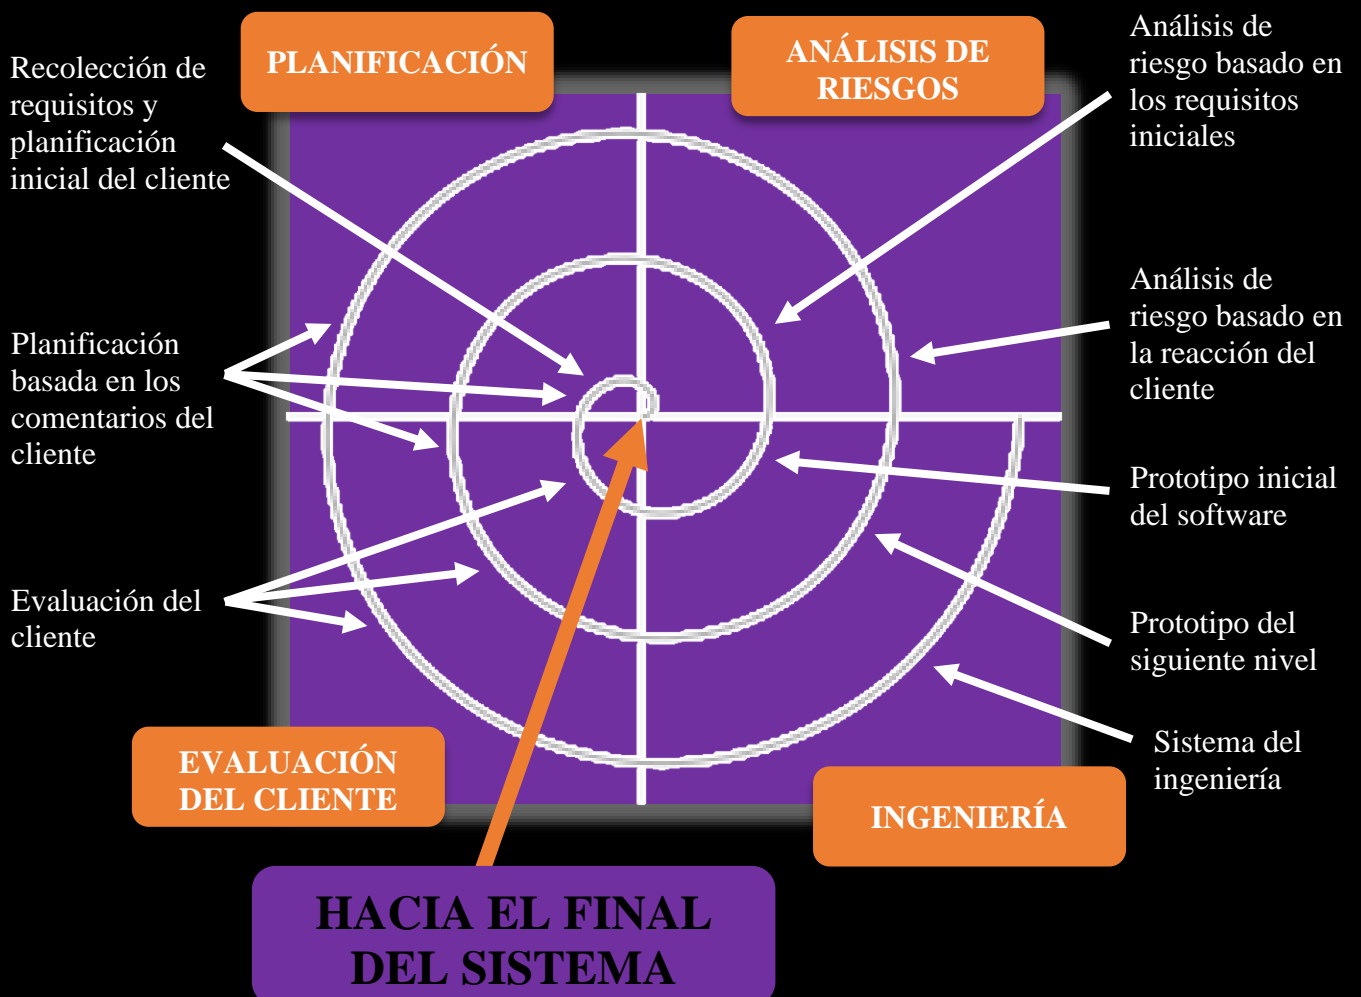 PLANIFICACIÓN
ANÁLISIS DE
RIESGOS
Recolección de
requisitos y
planificación
inicial del cliente
Análisis de
riesgo basado en
los requisitos
iniciales
Planificación
basada en los
comentarios del
cliente
Análisis de
riesgo basado en
la reacción del
cliente
Prototipo inicial
del software
Evaluación del
cliente
Prototipo del
siguiente nivel
Sistema del
ingeniería
EVALUACIÓN
DEL CLIENTE
INGENIERÍA
HACIA EL FINAL
DEL SISTEMA